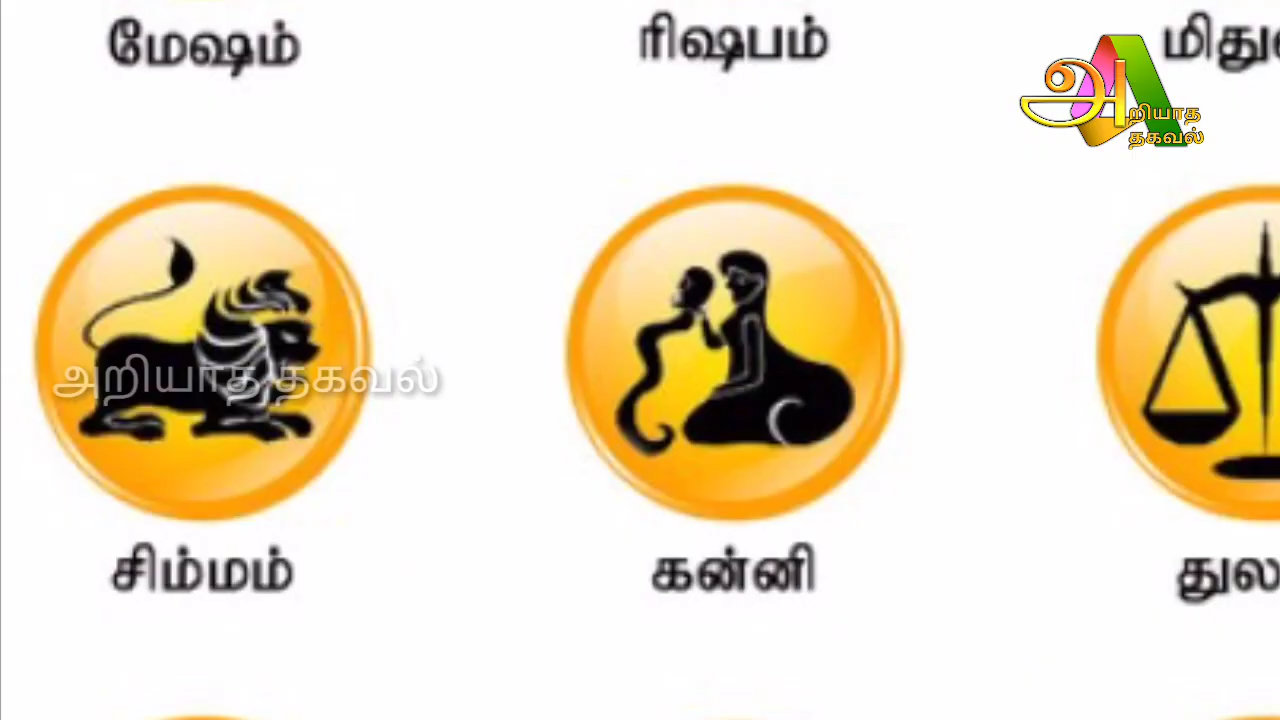 மேஷம்
ரிஷபம்
அறியாத
தகவல்
அறியாத தகவல்
சிம்மம்
கன்னி